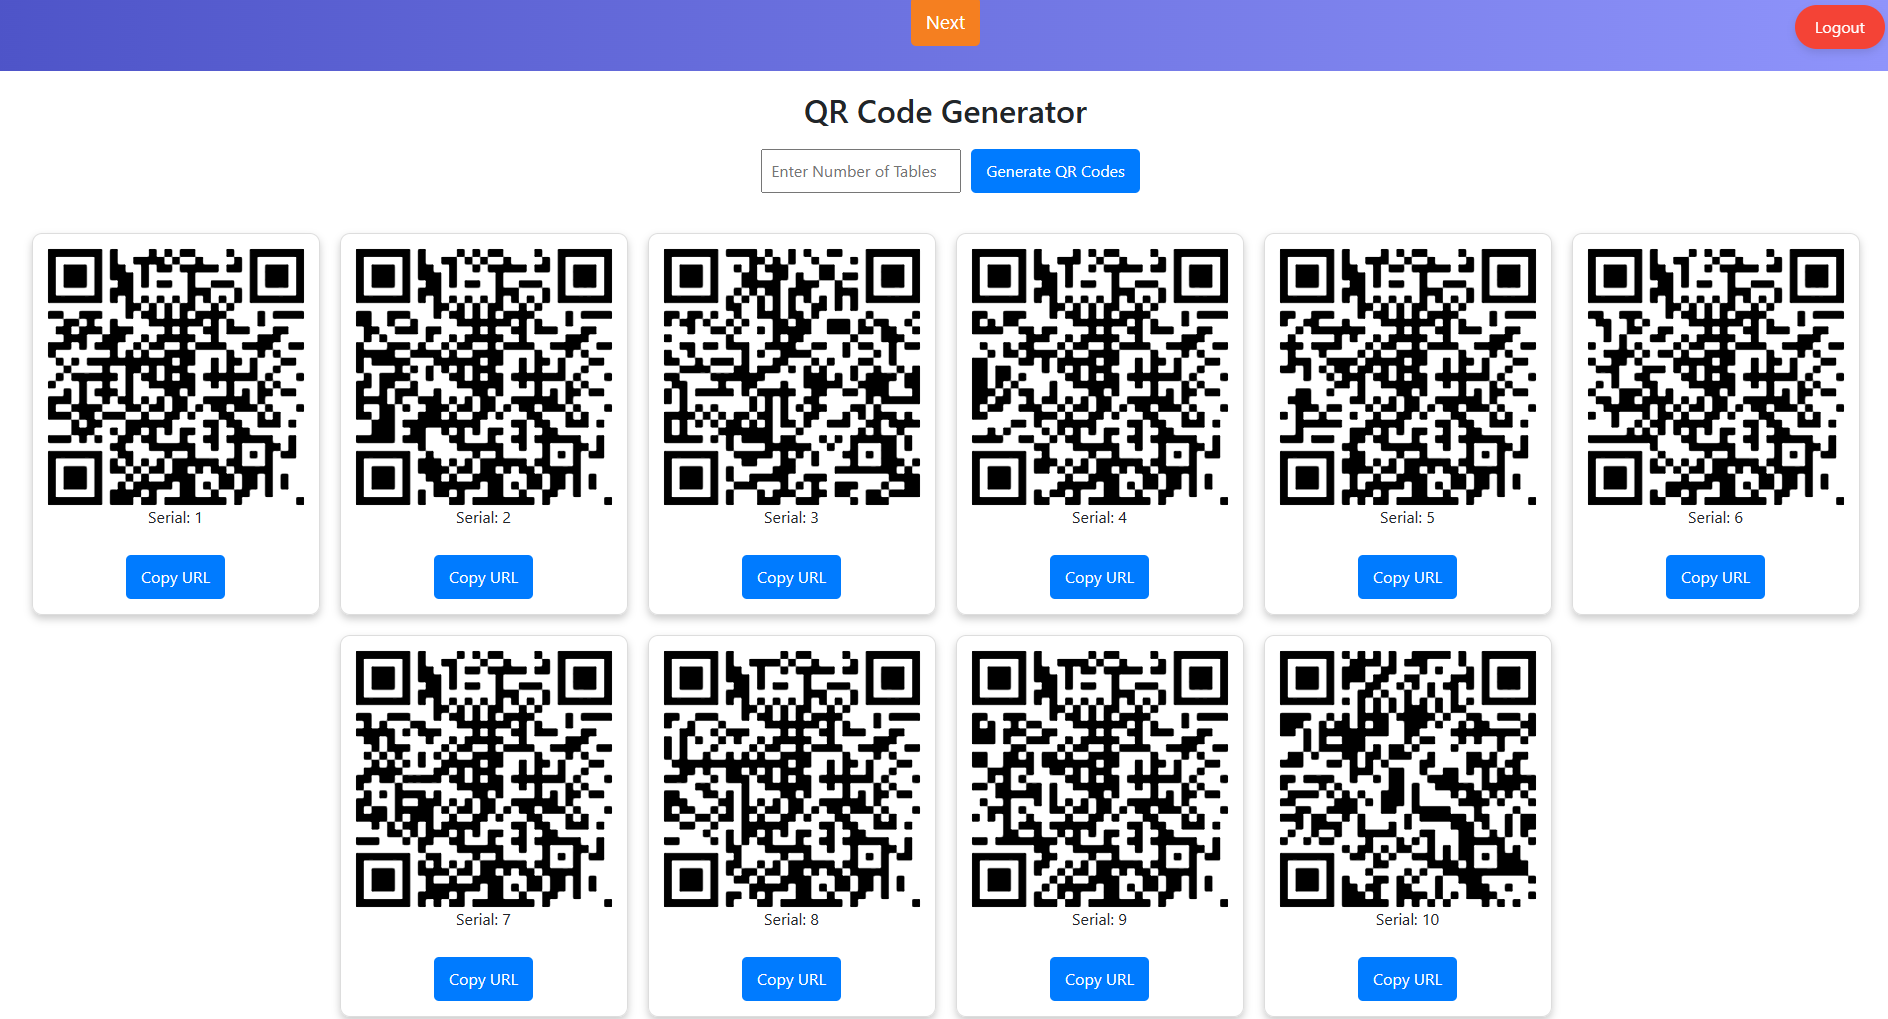 Next
Logout
QR Code Generator
Enter Number of Tables
Generate QR Codes
Serial: 1
Copy URL
Serial: 2
Copy URL
Serial: 3
Copy URL
Serial: 4
Copy URL
Serial: 5
Copy URL
Serial: 6
Copy URL
Serial: 7
Copy URL
Serial: 8
Copy URL
Serial: 9
Copy URL
Serial: 10
Copy URL